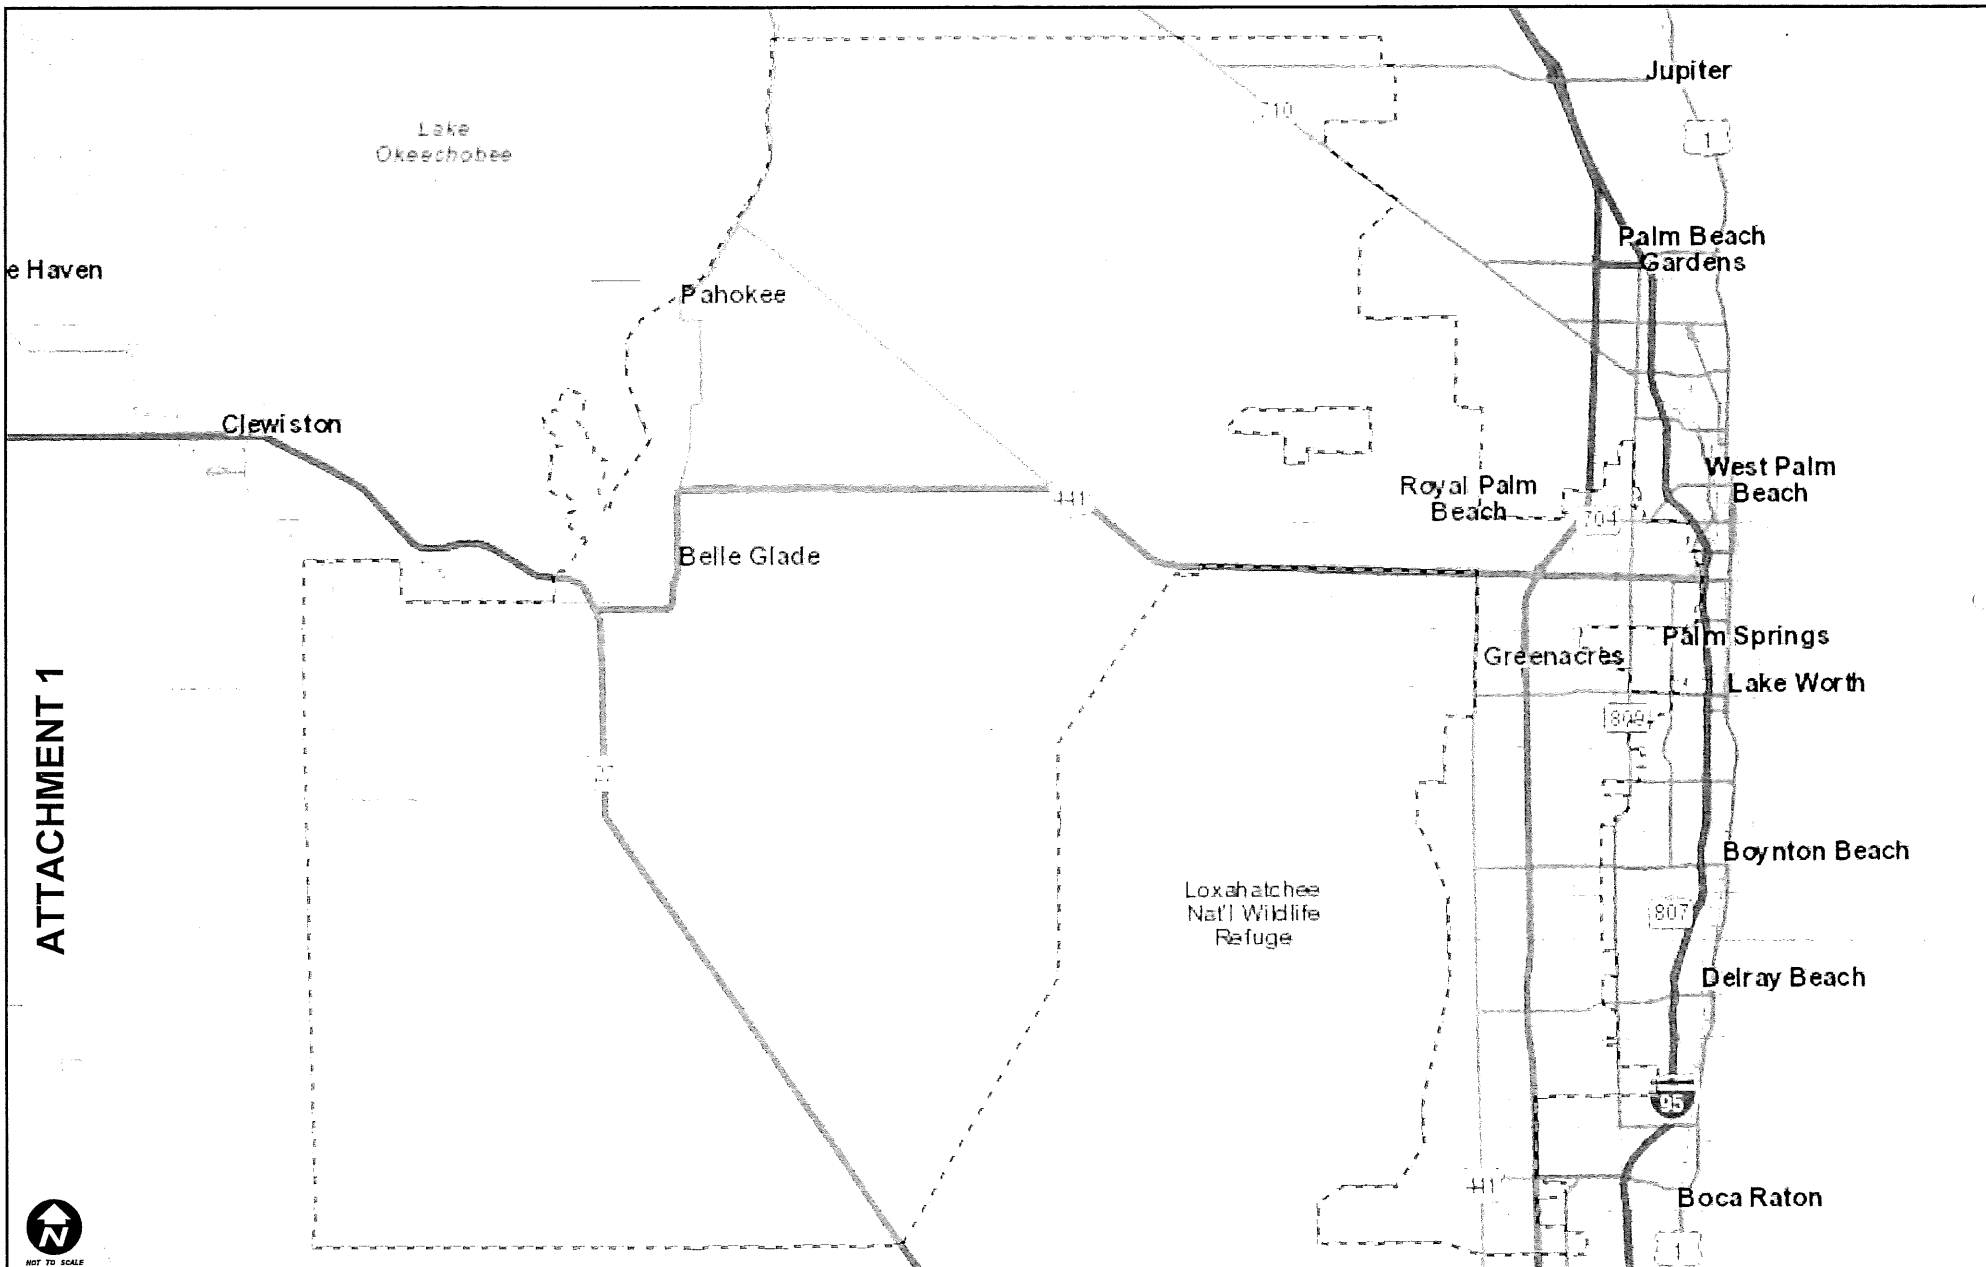 Jupiter
Lake
Okeechobee
710
1
Palm Beach
Gardens
e Haven
Pahokee
Clewiston
West Palm
Beach
Royal Palm
Beach
441
704
Belle Glade
Palm Springs
Greenacres
Lake Worth
809
ATTACHMENT 1
Boynton Beach
Loxahatchee
Nat'l Wildlife
Refuge
807
Delray Beach
95
441
Boca Raton
1
N
NOT TO SCALE